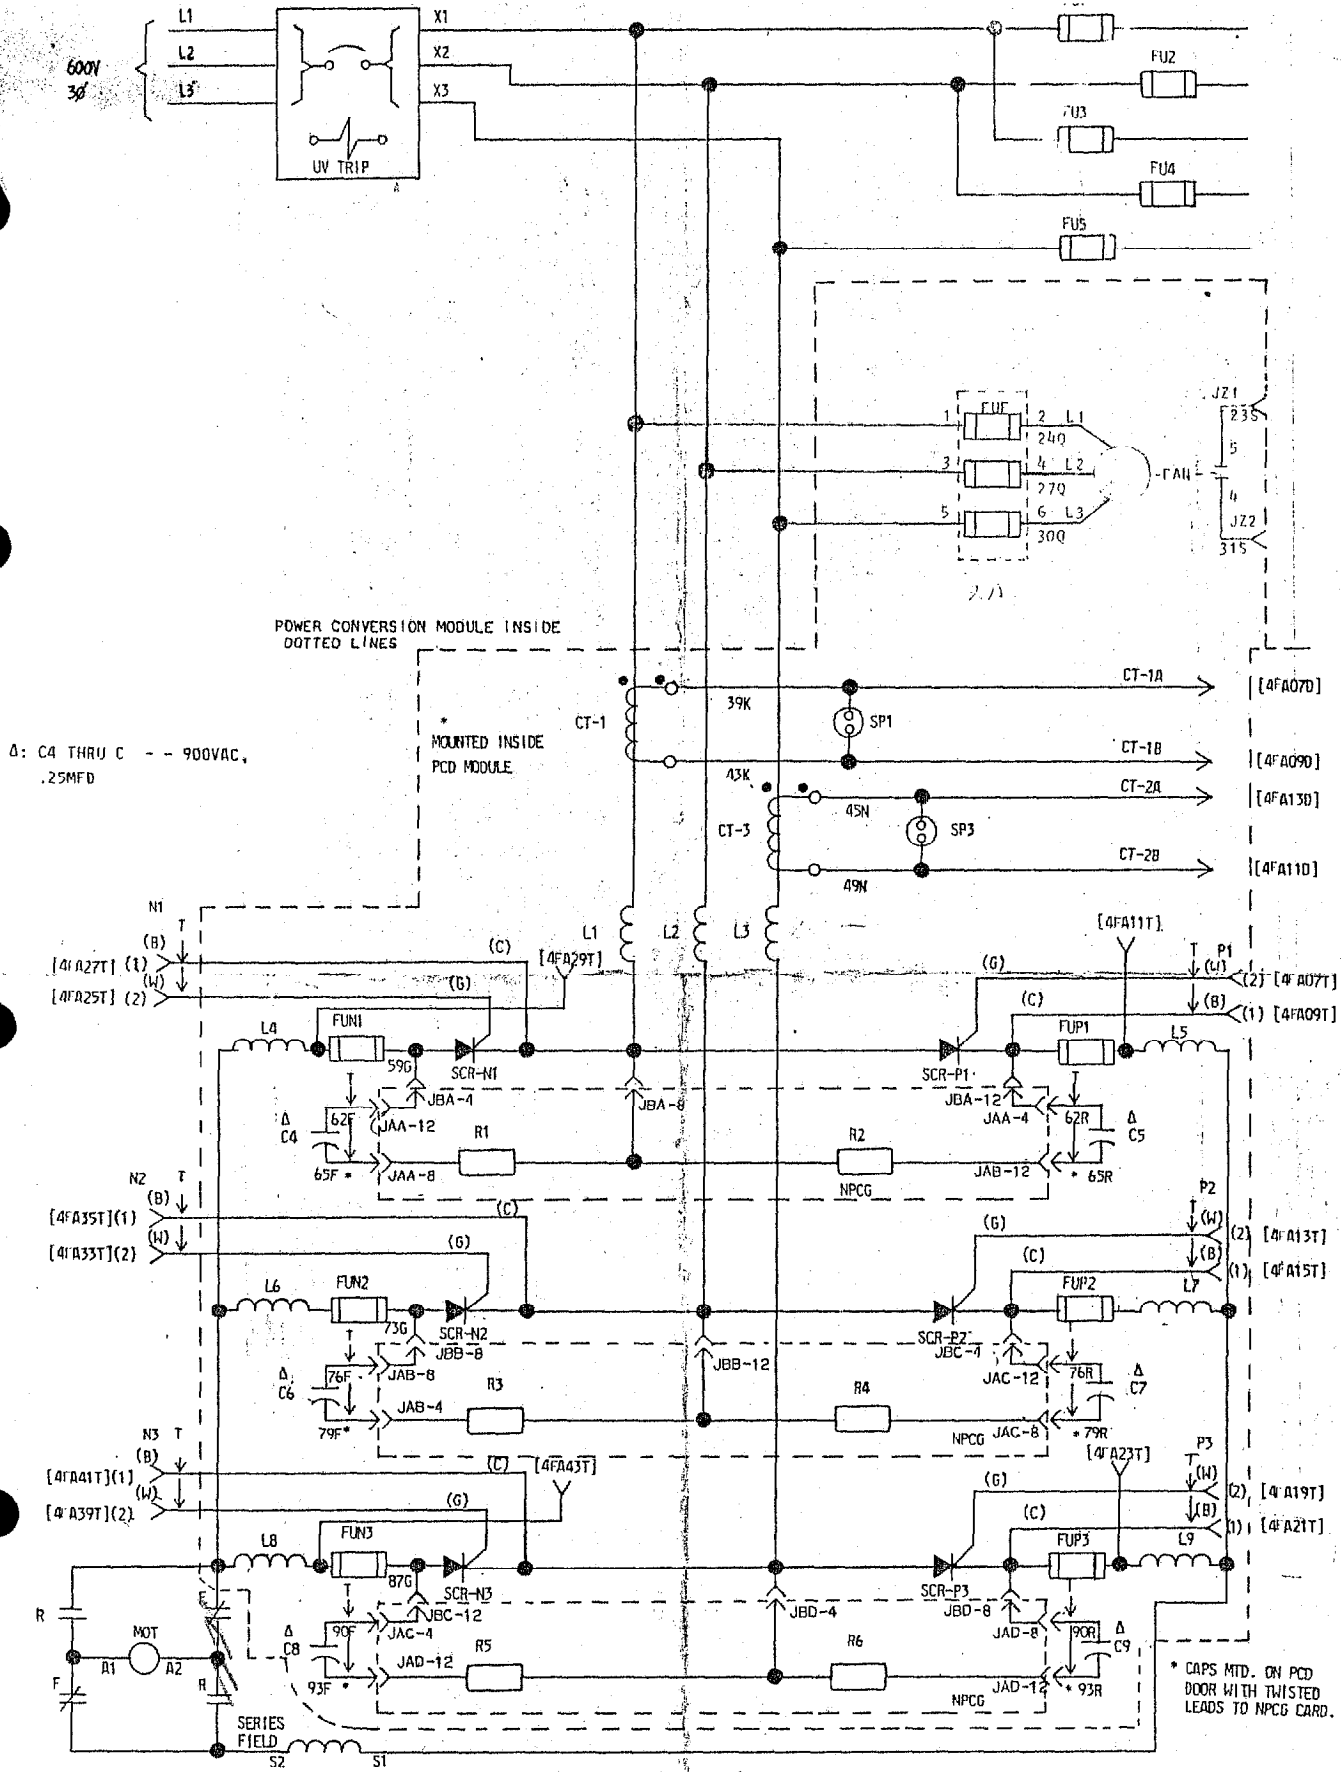 L1
X1
L2
X2
600V
3Ø
L3
X3
UV TRIP
FU2
FU3
FU4
FU5
JZ1
23S
1
FUF
2
L1
24Q
5
3
4
L2
27Q
FAN
4
5
6
L3
30Q
JZ2
31S
POWER CONVERSION MODULE INSIDE
DOTTED LINES
CT-1A
[4FA07D]
39K
CT-1
SP1
*
MOUNTED INSIDE
PCD MODULE
Δ: C4 THRU C - - 900VAC,
.25MFD
CT-1B
[4FA09D]
43K
CT-2A
[4FA13D]
45N
CT-3
SP3
CT-2B
[4FA11D]
49N
N1
T
L1
L2
L3
[4FA11T]
(B)
(C)
[4FA29T]
T
P1
[4FA27T] (1)
(G)
(W)
(2) [4FA07T]
(W)
(G)
[4FA25T] (2)
(C)
(B)
(1) [4FA09T]
L4
FUN1
FUP1
L5
59G
SCR-N1
SCR-P1
T
JBA-4
JBA-8
JBA-12
T
62F
JAA-12
JAA-4
62R
Δ
C4
R1
R2
Δ
C5
65F *
JAA-8
NPCG
JAB-12
* 65R
N2
T
P2
(B)
T
[4FA35T](1)
(C)
(G)
(W)
(2) [4FA13T]
(W)
(G)
[4FA33T](2)
(C)
(B)
(1) [4FA15T]
L6
FUN2
FUP2
L7
73G
SCR-N2
SCR-P2
T
JBB-8
JBB-12
JBC-4
T
76F
JAB-8
JAC-12
76R
Δ
C6
JAB-4
R3
R4
Δ
C7
79F*
NPCG
JAC-8
* 79R
N3
T
P3
(B)
[4FA43T]
[4FA23T]
T
[4FA41T](1)
(C)
(G)
(W)
(2) [4FA19T]
(W)
(G)
[4FA39T](2)
(C)
(B)
(1) [4FA21T]
L8
FUN3
FUP3
L9
87G
SCR-N3
SCR-P3
T
JBC-12
JBD-4
JBD-8
T
R
F
90F
JAC-4
JAD-8
90R
MOT
Δ
C8
Δ
C9
A1
A2
JAD-12
R5
R6
F
R
93F *
NPCG
JAD-12
* 93R
* CAPS MTD. ON PCD
DOOR WITH TWISTED
LEADS TO NPCG CARD.
SERIES
FIELD
S2
S1